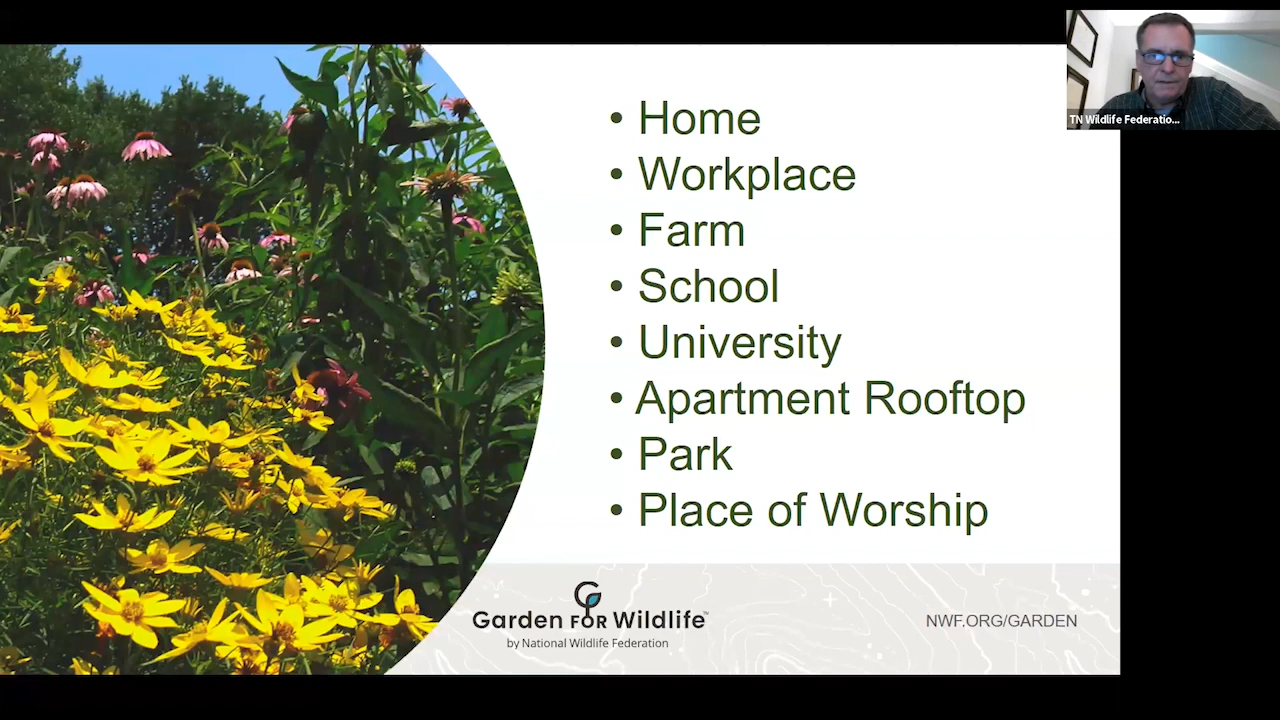 • Home
• Workplace
• Farm
• School
• University
• Apartment Rooftop
• Park
• Place of Worship
Garden FOR Wildlife™
by National Wildlife Federation
NWF.ORG/GARDEN
TN Wildlife Federatio...